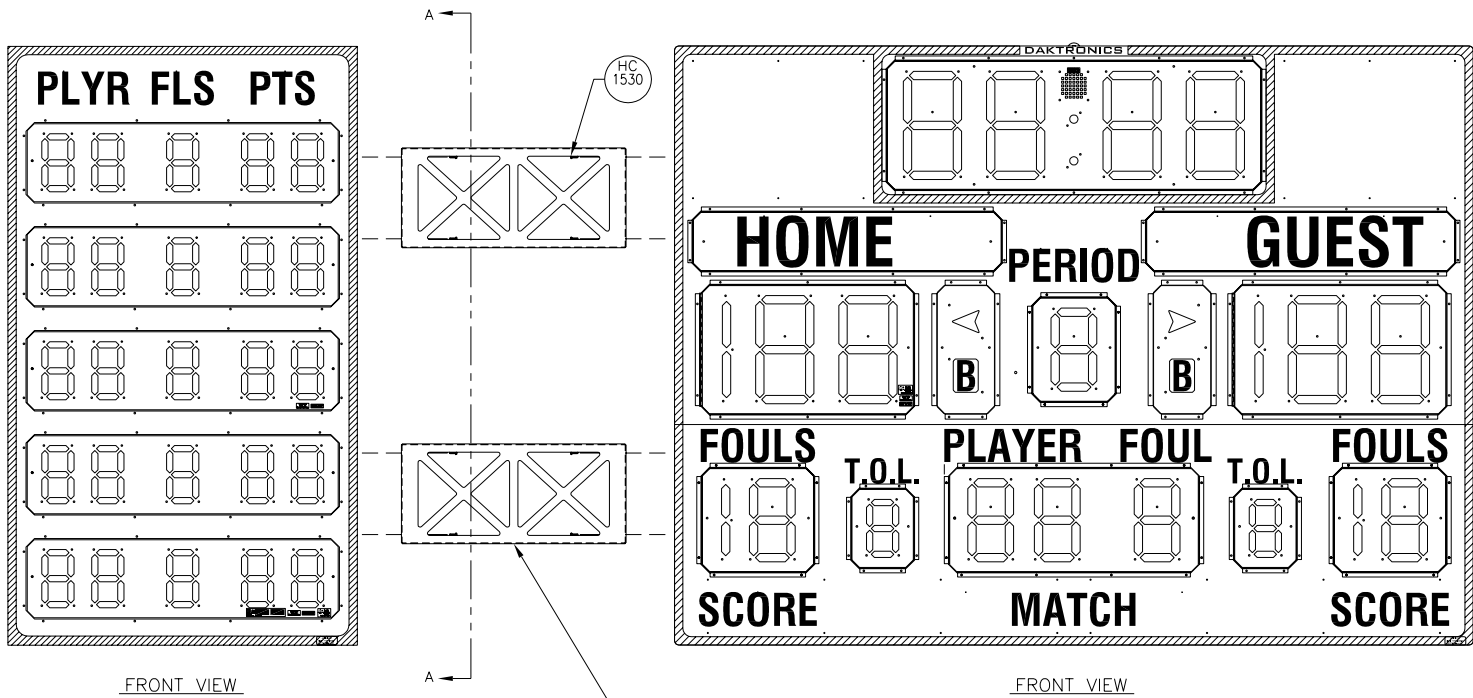 A
HC
1530
DAKTRONICS
PLYR FLS PTS
HOME
GUEST
PERIOD
B
B
FOULS
PLAYER
FOUL
FOULS
T.O.L.
T.O.L.
SCORE
MATCH
SCORE
A
FRONT VIEW
FRONT VIEW